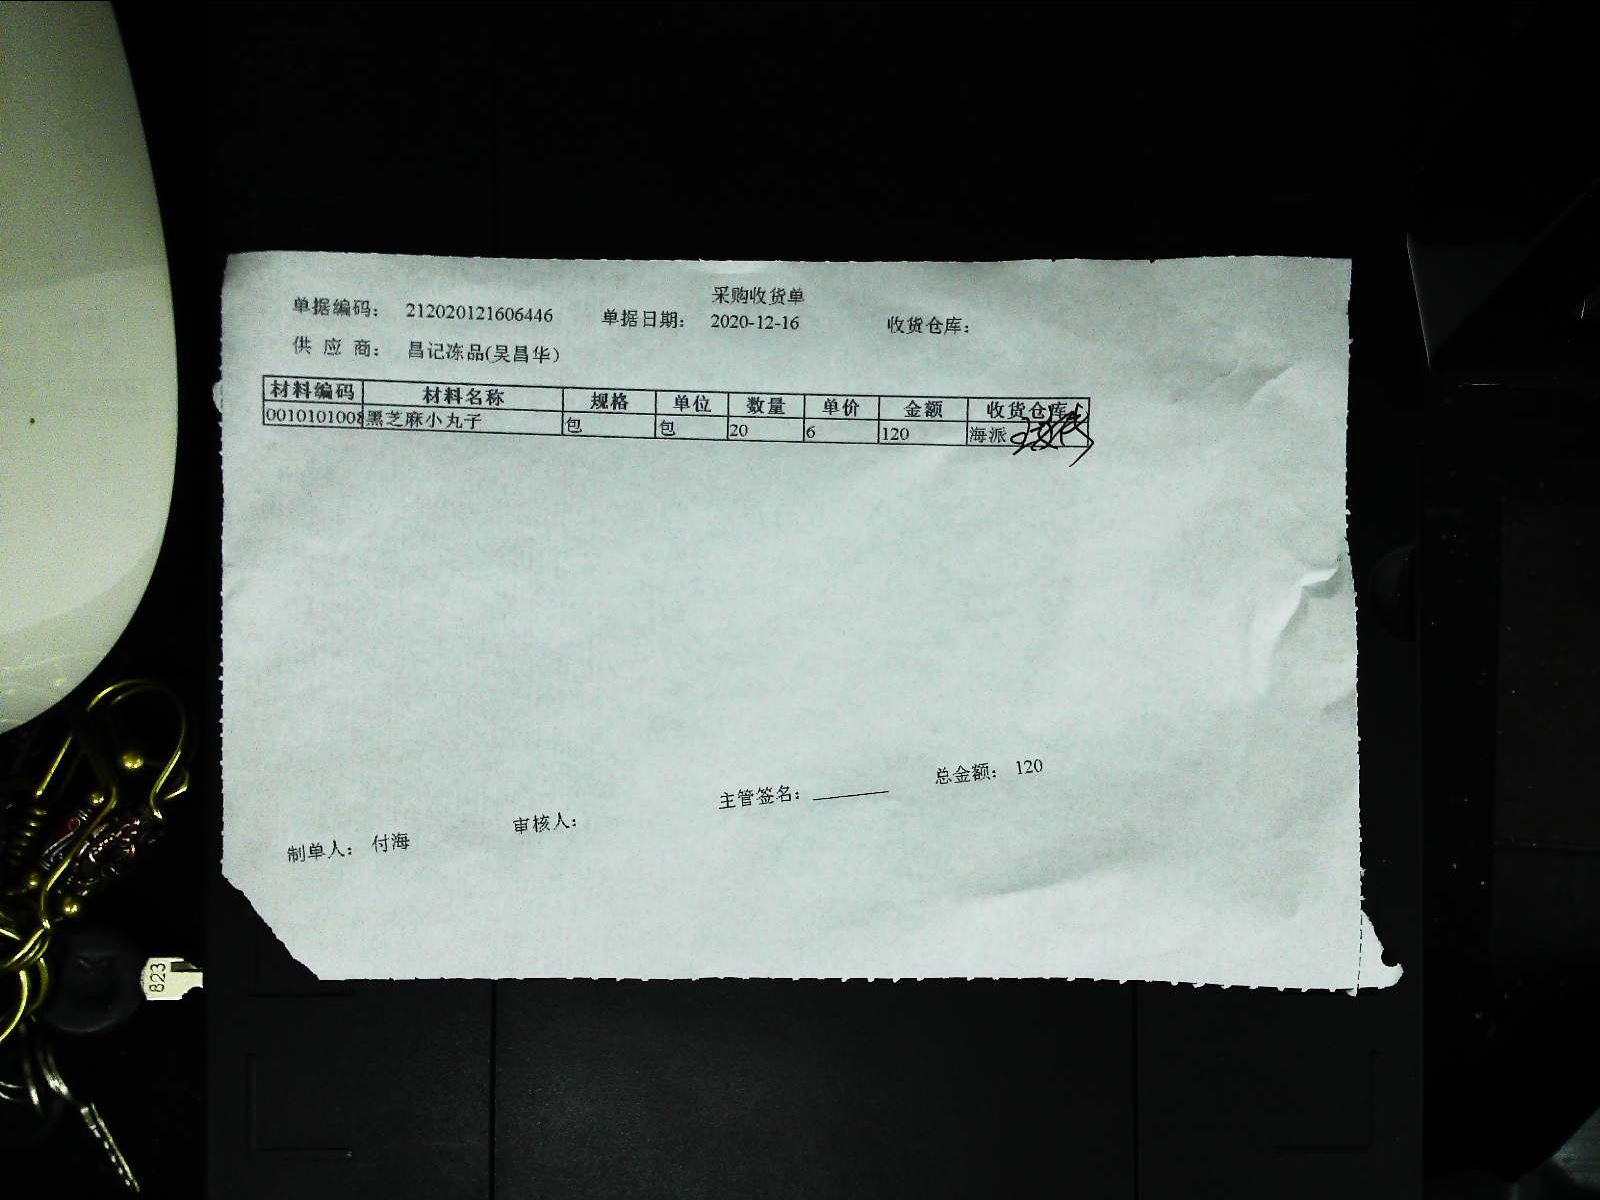 采购收货单
单据编码： 212020121606446 单据日期： 2020-12-16 收货仓库：
供 应 商： 昌记冻品(吴昌华)
材料编码 材料名称 规格 单位 数量 单价 金额 收货仓库
0010101008 黑芝麻小丸子 包 包 20 6 120 海派
总金额： 120
主管签名：
审核人：
制单人： 付海
823